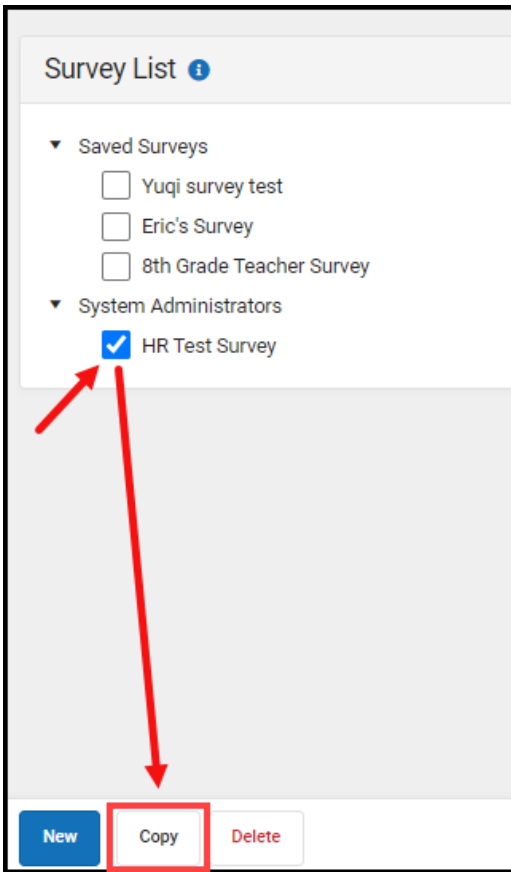 Survey List
Saved Surveys
Yuqi survey test
Eric's Survey
8th Grade Teacher Survey
System Administrators
HR Test Survey
New Copy Delete